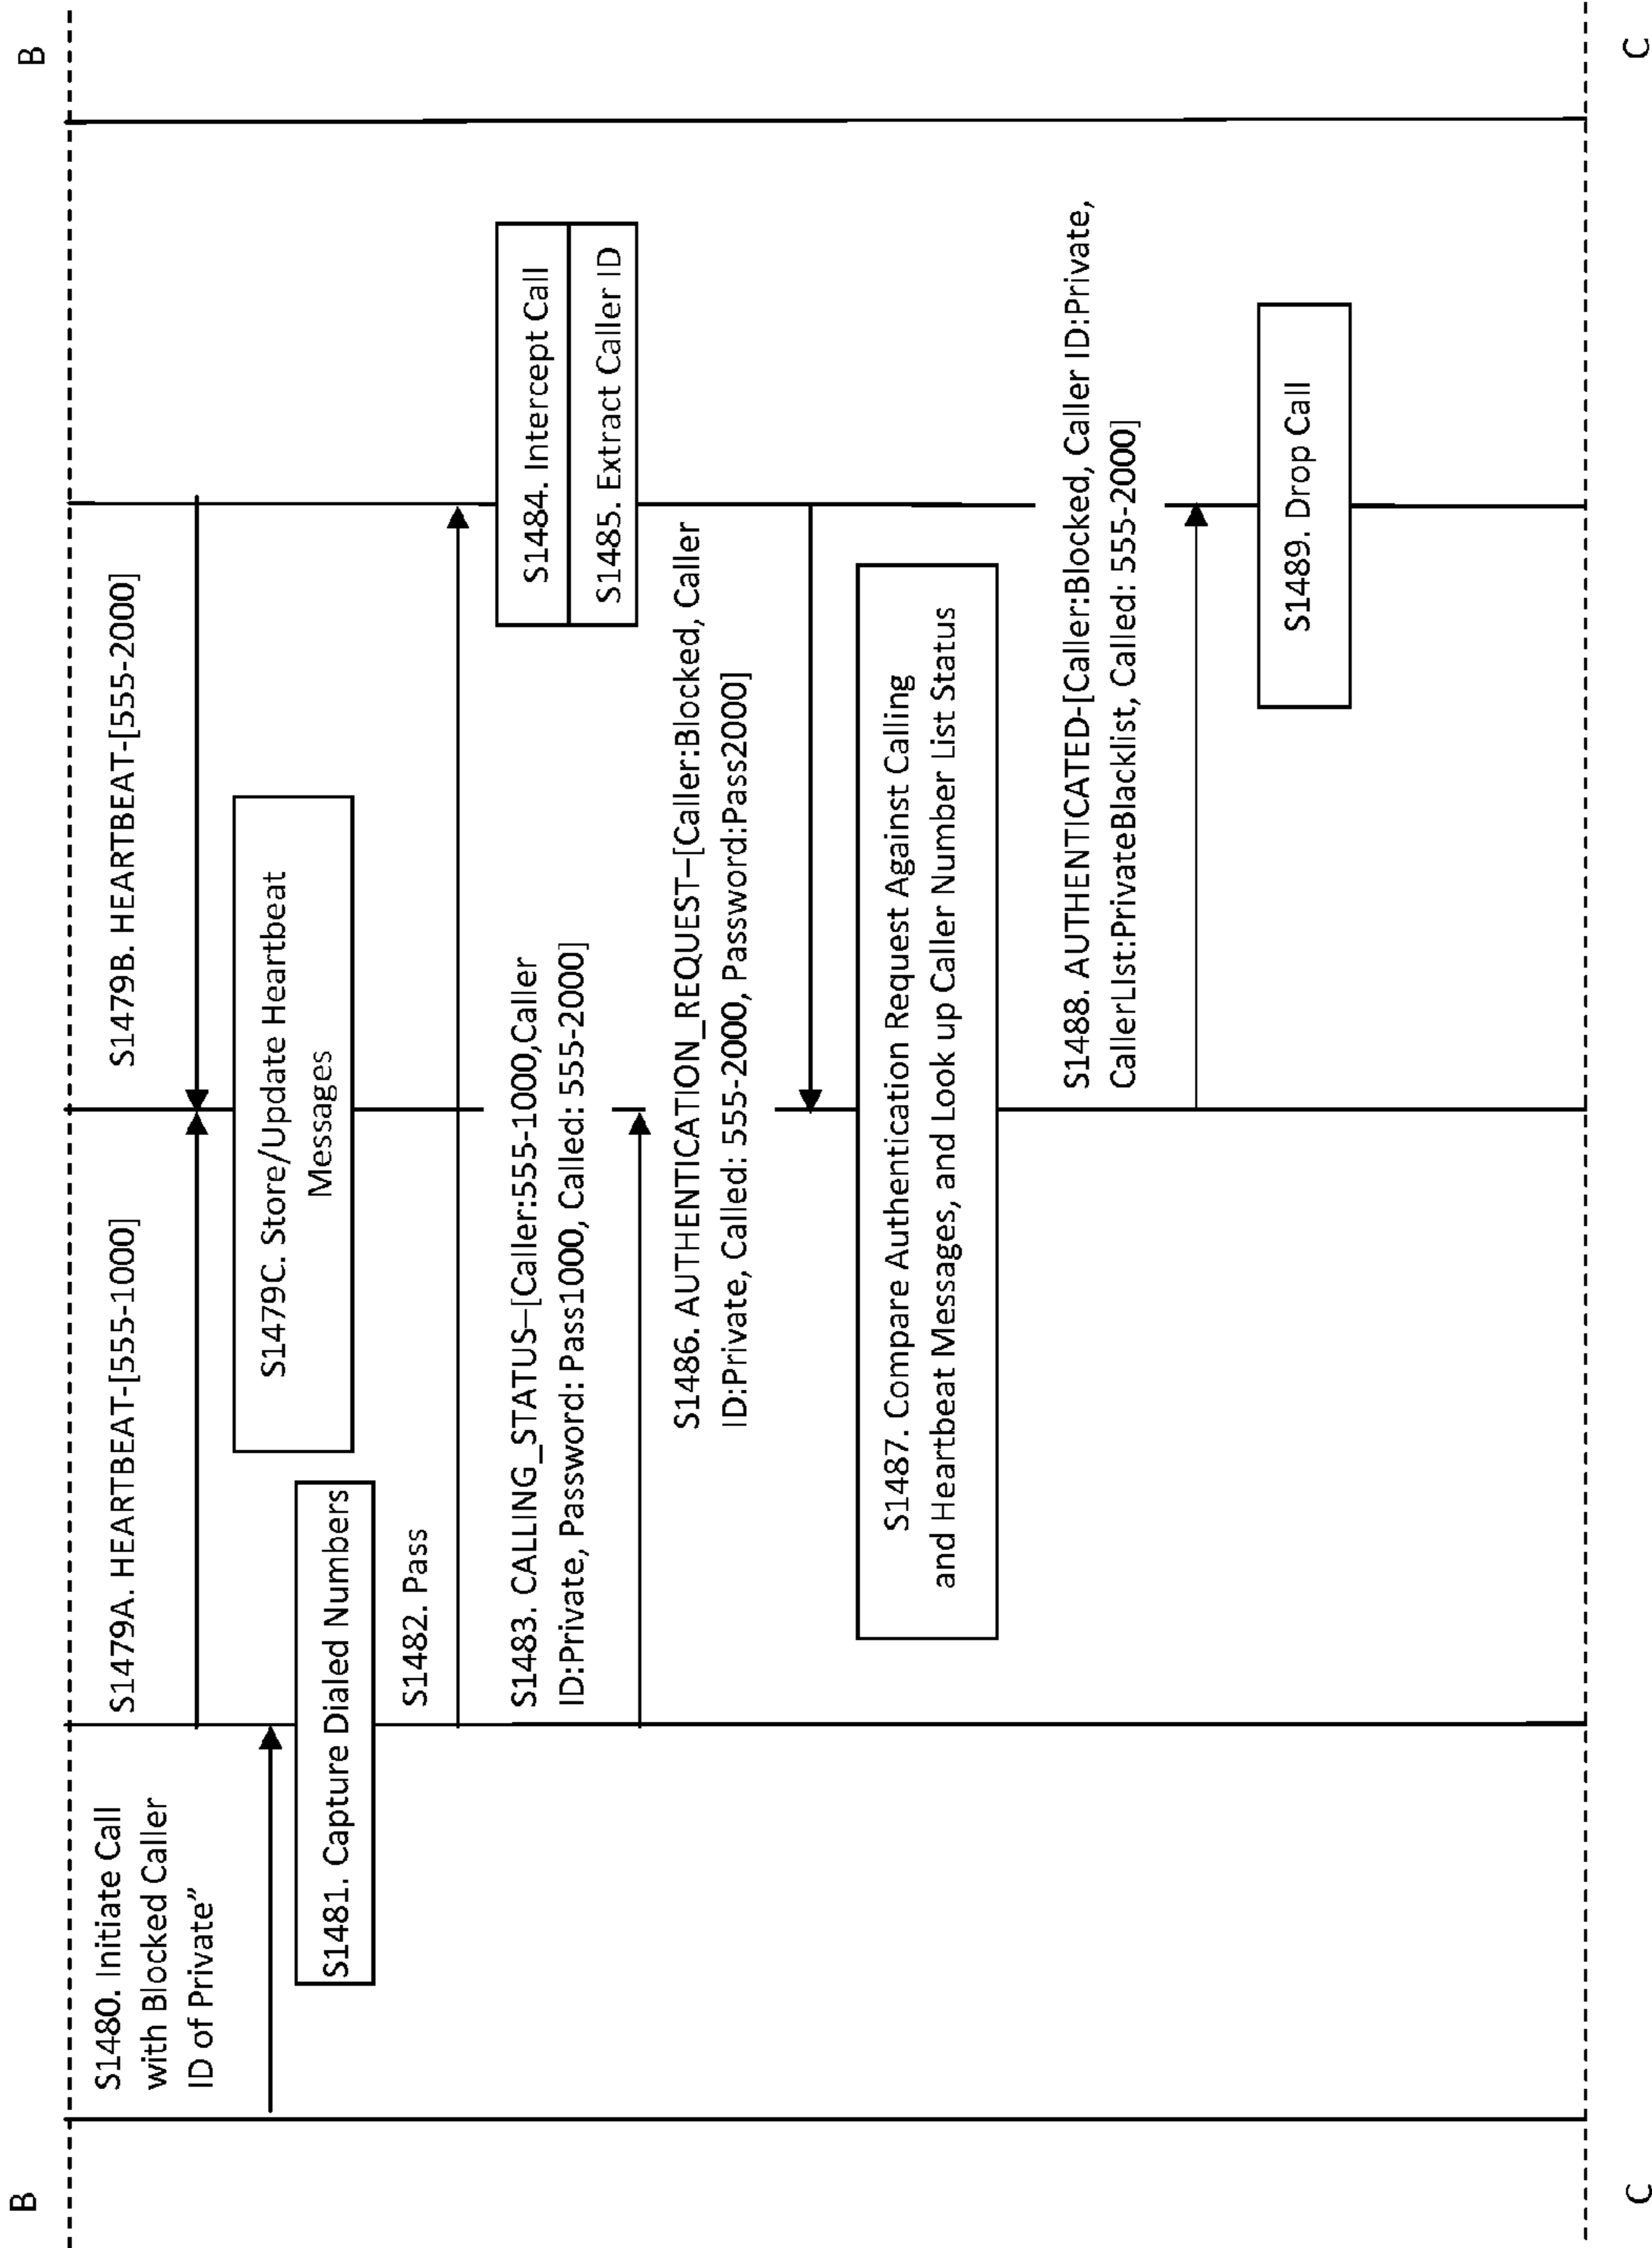 B
B
S1480. Initiate Call
with Blocked Caller
ID of Private”
S1479A. HEARTBEAT-[555-1000]
S1479B. HEARTBEAT-[555-2000]
S1479C. Store/Update Heartbeat
Messages
S1481. Capture Dialed Numbers
S1482. Pass
S1483. CALLING_STATUS–[Caller:555-1000,Caller
ID:Private, Password: Pass1000, Called: 555-2000]
S1484. Intercept Call
S1485. Extract Caller ID
S1486. AUTHENTICATION_REQUEST–[Caller:Blocked, Caller
ID:Private, Called: 555-2000, Password:Pass2000]
S1487. Compare Authentication Request Against Calling
and Heartbeat Messages, and Look up Caller Number List Status
S1488. AUTHENTICATED-[Caller:Blocked, Caller ID:Private,
CallerLIst:PrivateBlacklist, Called: 555-2000]
S1489. Drop Call
C
C